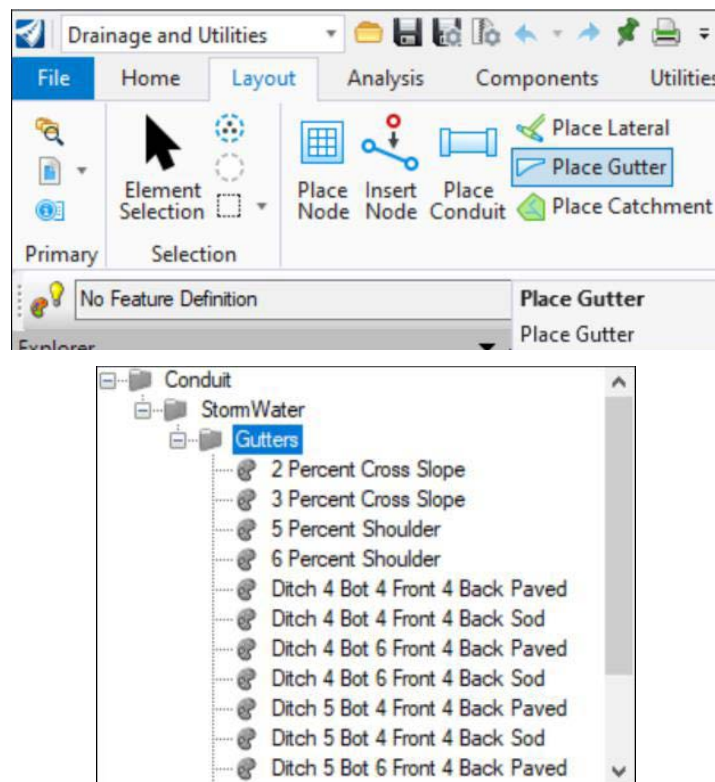 Drainage and Utilities
File Home Layout Analysis Components Utilities
Place Lateral
Place Gutter
Place Catchment
Element Selection
Place Node
Insert Node
Place Conduit
Primary Selection
No Feature Definition
Place Gutter
Place Gutter
Explorer
Conduit
StormWater
Gutters
2 Percent Cross Slope
3 Percent Cross Slope
5 Percent Shoulder
6 Percent Shoulder
Ditch 4 Bot 4 Front 4 Back Paved
Ditch 4 Bot 4 Front 4 Back Sod
Ditch 4 Bot 6 Front 4 Back Paved
Ditch 4 Bot 6 Front 4 Back Sod
Ditch 5 Bot 4 Front 4 Back Paved
Ditch 5 Bot 4 Front 4 Back Sod
Ditch 5 Bot 6 Front 4 Back Paved